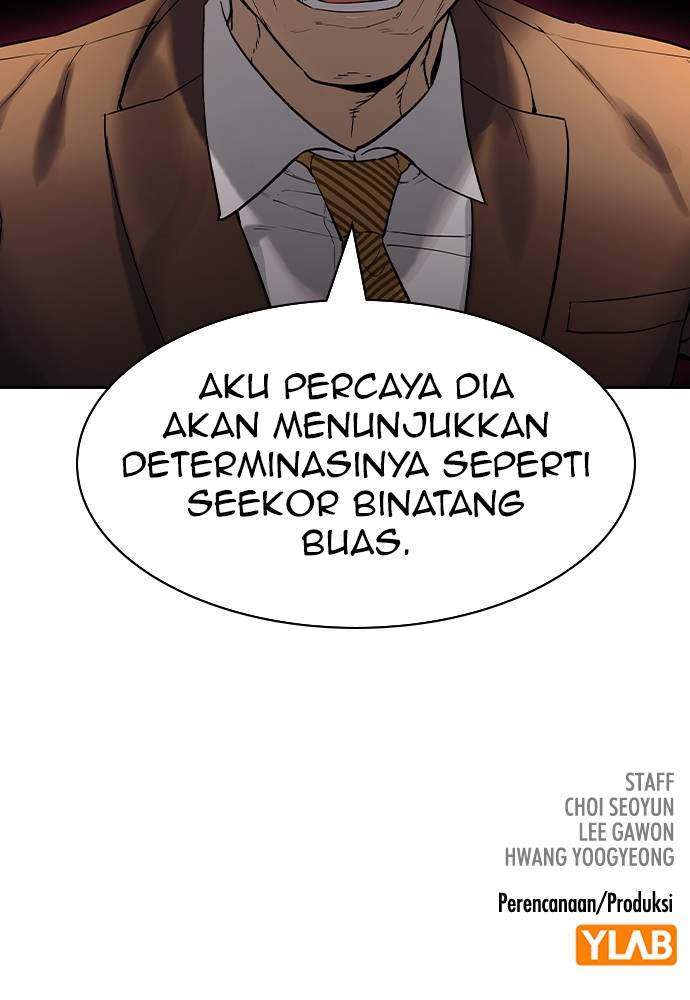 AKU PERCAYA DIA
AKAN MENUNJUKKAN
DETERMINASINYA SEPERTI
SEEKOR BINATANG
BUAS.
STAFF
CHOI SEOYUN
LEE GAWON
HWANG YOOGYEONG
Perencanaan/Produksi
YLAB